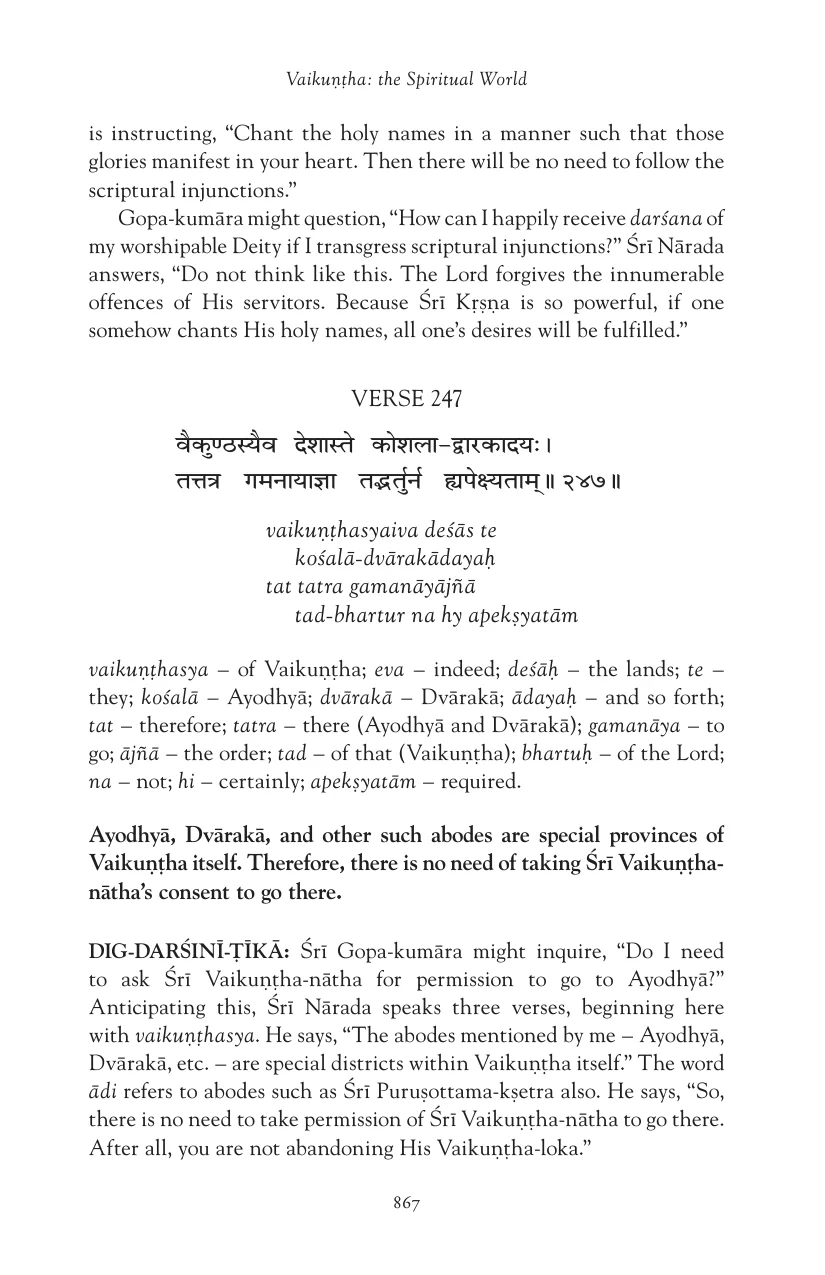 Vaikuṇṭha: the Spiritual World
is instructing, “Chant the holy names in a manner such that those
glories manifest in your heart. Then there will be no need to follow the
scriptural injunctions.”
Gopa-kumāra might question, “How can I happily receive darśana of
my worshipable Deity if I transgress scriptural injunctions?” Śrī Nārada
answers, “Do not think like this. The Lord forgives the innumerable
offences of His servitors. Because Śrī Kṛṣṇa is so powerful, if one
somehow chants His holy names, all one’s desires will be fulfilled.”
VERSE 247
वैकुण्ठस्यैव देशास्ते कोशला-द्वारकादयः।
तत्तत्र गमनायाज्ञा तद्भर्तुर्न ह्यपेक्ष्यताम्॥ २४७॥
vaikuṇṭhasyaiva deśās te
kośalā-dvārakādayaḥ
tat tatra gamanāyājñā
tad-bhartur na hy apekṣyatām
vaikuṇṭhasya – of Vaikuṇṭha; eva – indeed; deśāḥ – the lands; te –
they; kośalā – Ayodhyā; dvārakā – Dvārakā; ādayaḥ – and so forth;
tat – therefore; tatra – there (Ayodhyā and Dvārakā); gamanāya – to
go; ājñā – the order; tad – of that (Vaikuṇṭha); bhartuḥ – of the Lord;
na – not; hi – certainly; apekṣyatām – required.
Ayodhyā, Dvārakā, and other such abodes are special provinces of
Vaikuṇṭha itself. Therefore, there is no need of taking Śrī Vaikuṇṭha-
nātha’s consent to go there.
DIG-DARŚINĪ-ṬĪKĀ: Śrī Gopa-kumāra might inquire, “Do I need
to ask Śrī Vaikuṇṭha-nātha for permission to go to Ayodhyā?”
Anticipating this, Śrī Nārada speaks three verses, beginning here
with vaikuṇṭhasya. He says, “The abodes mentioned by me – Ayodhyā,
Dvārakā, etc. – are special districts within Vaikuṇṭha itself.” The word
ādi refers to abodes such as Śrī Puruṣottama-kṣetra also. He says, “So,
there is no need to take permission of Śrī Vaikuṇṭha-nātha to go there.
After all, you are not abandoning His Vaikuṇṭha-loka.”
867